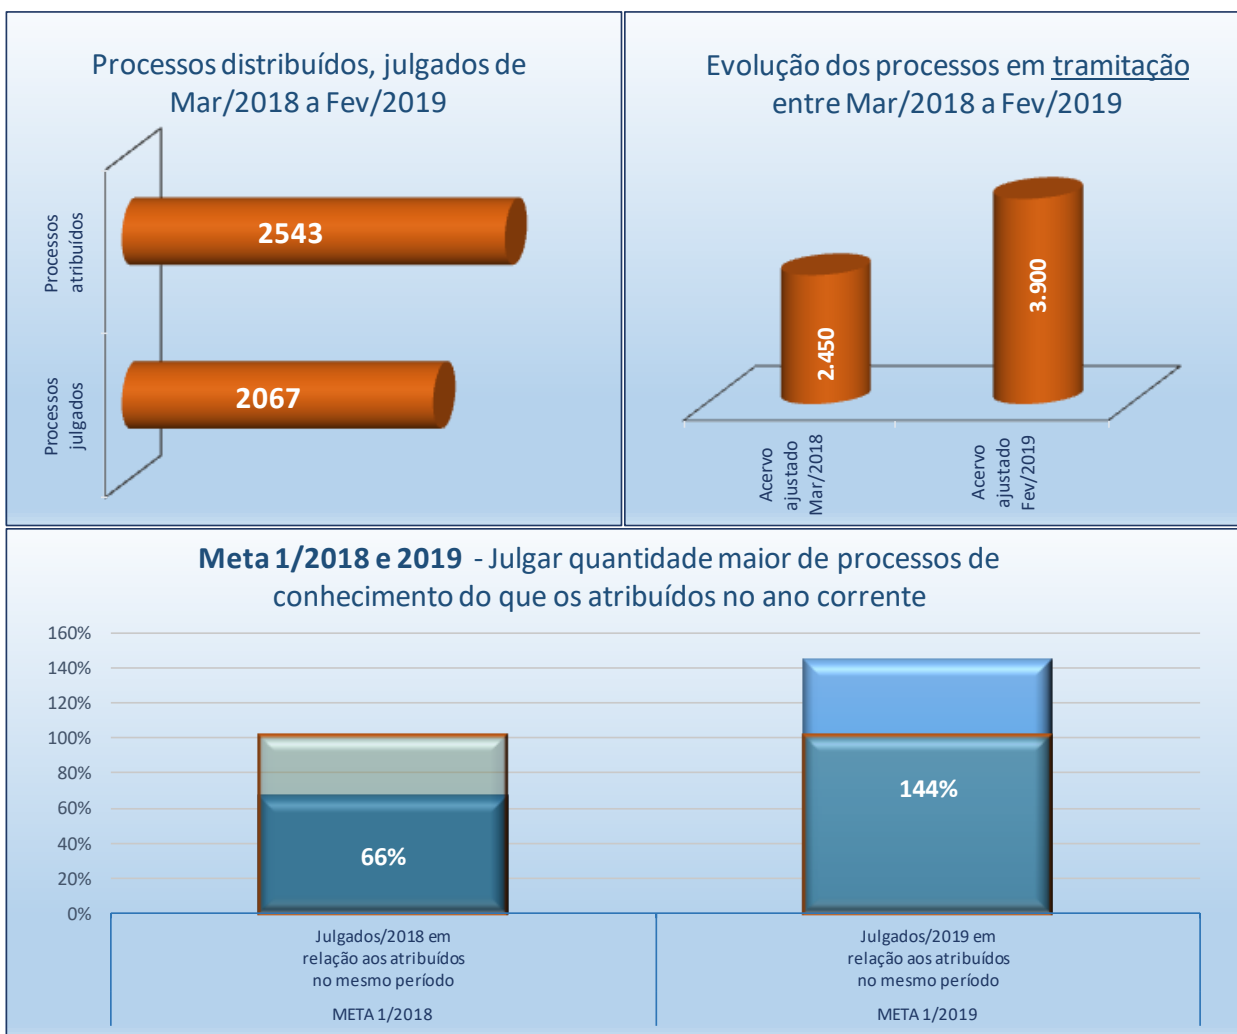 Processos distribuídos, julgados de
Mar/2018 a Fev/2019
Processos
atribuídos
2543
Processos
julgados
2067
Evolução dos processos em tramitação
entre Mar/2018 a Fev/2019
2.450
3.900
Acervo
ajustado
Mar/2018
Acervo
ajustado
Fev/2019
Meta 1/2018 e 2019 - Julgar quantidade maior de processos de
conhecimento do que os atribuídos no ano corrente
160%
140%
120%
100%
80%
60%
40%
20%
0%
66%
144%
Julgados/2018 em
relação aos atribuídos
no mesmo período
META 1/2018
Julgados/2019 em
relação aos atribuídos
no mesmo período
META 1/2019